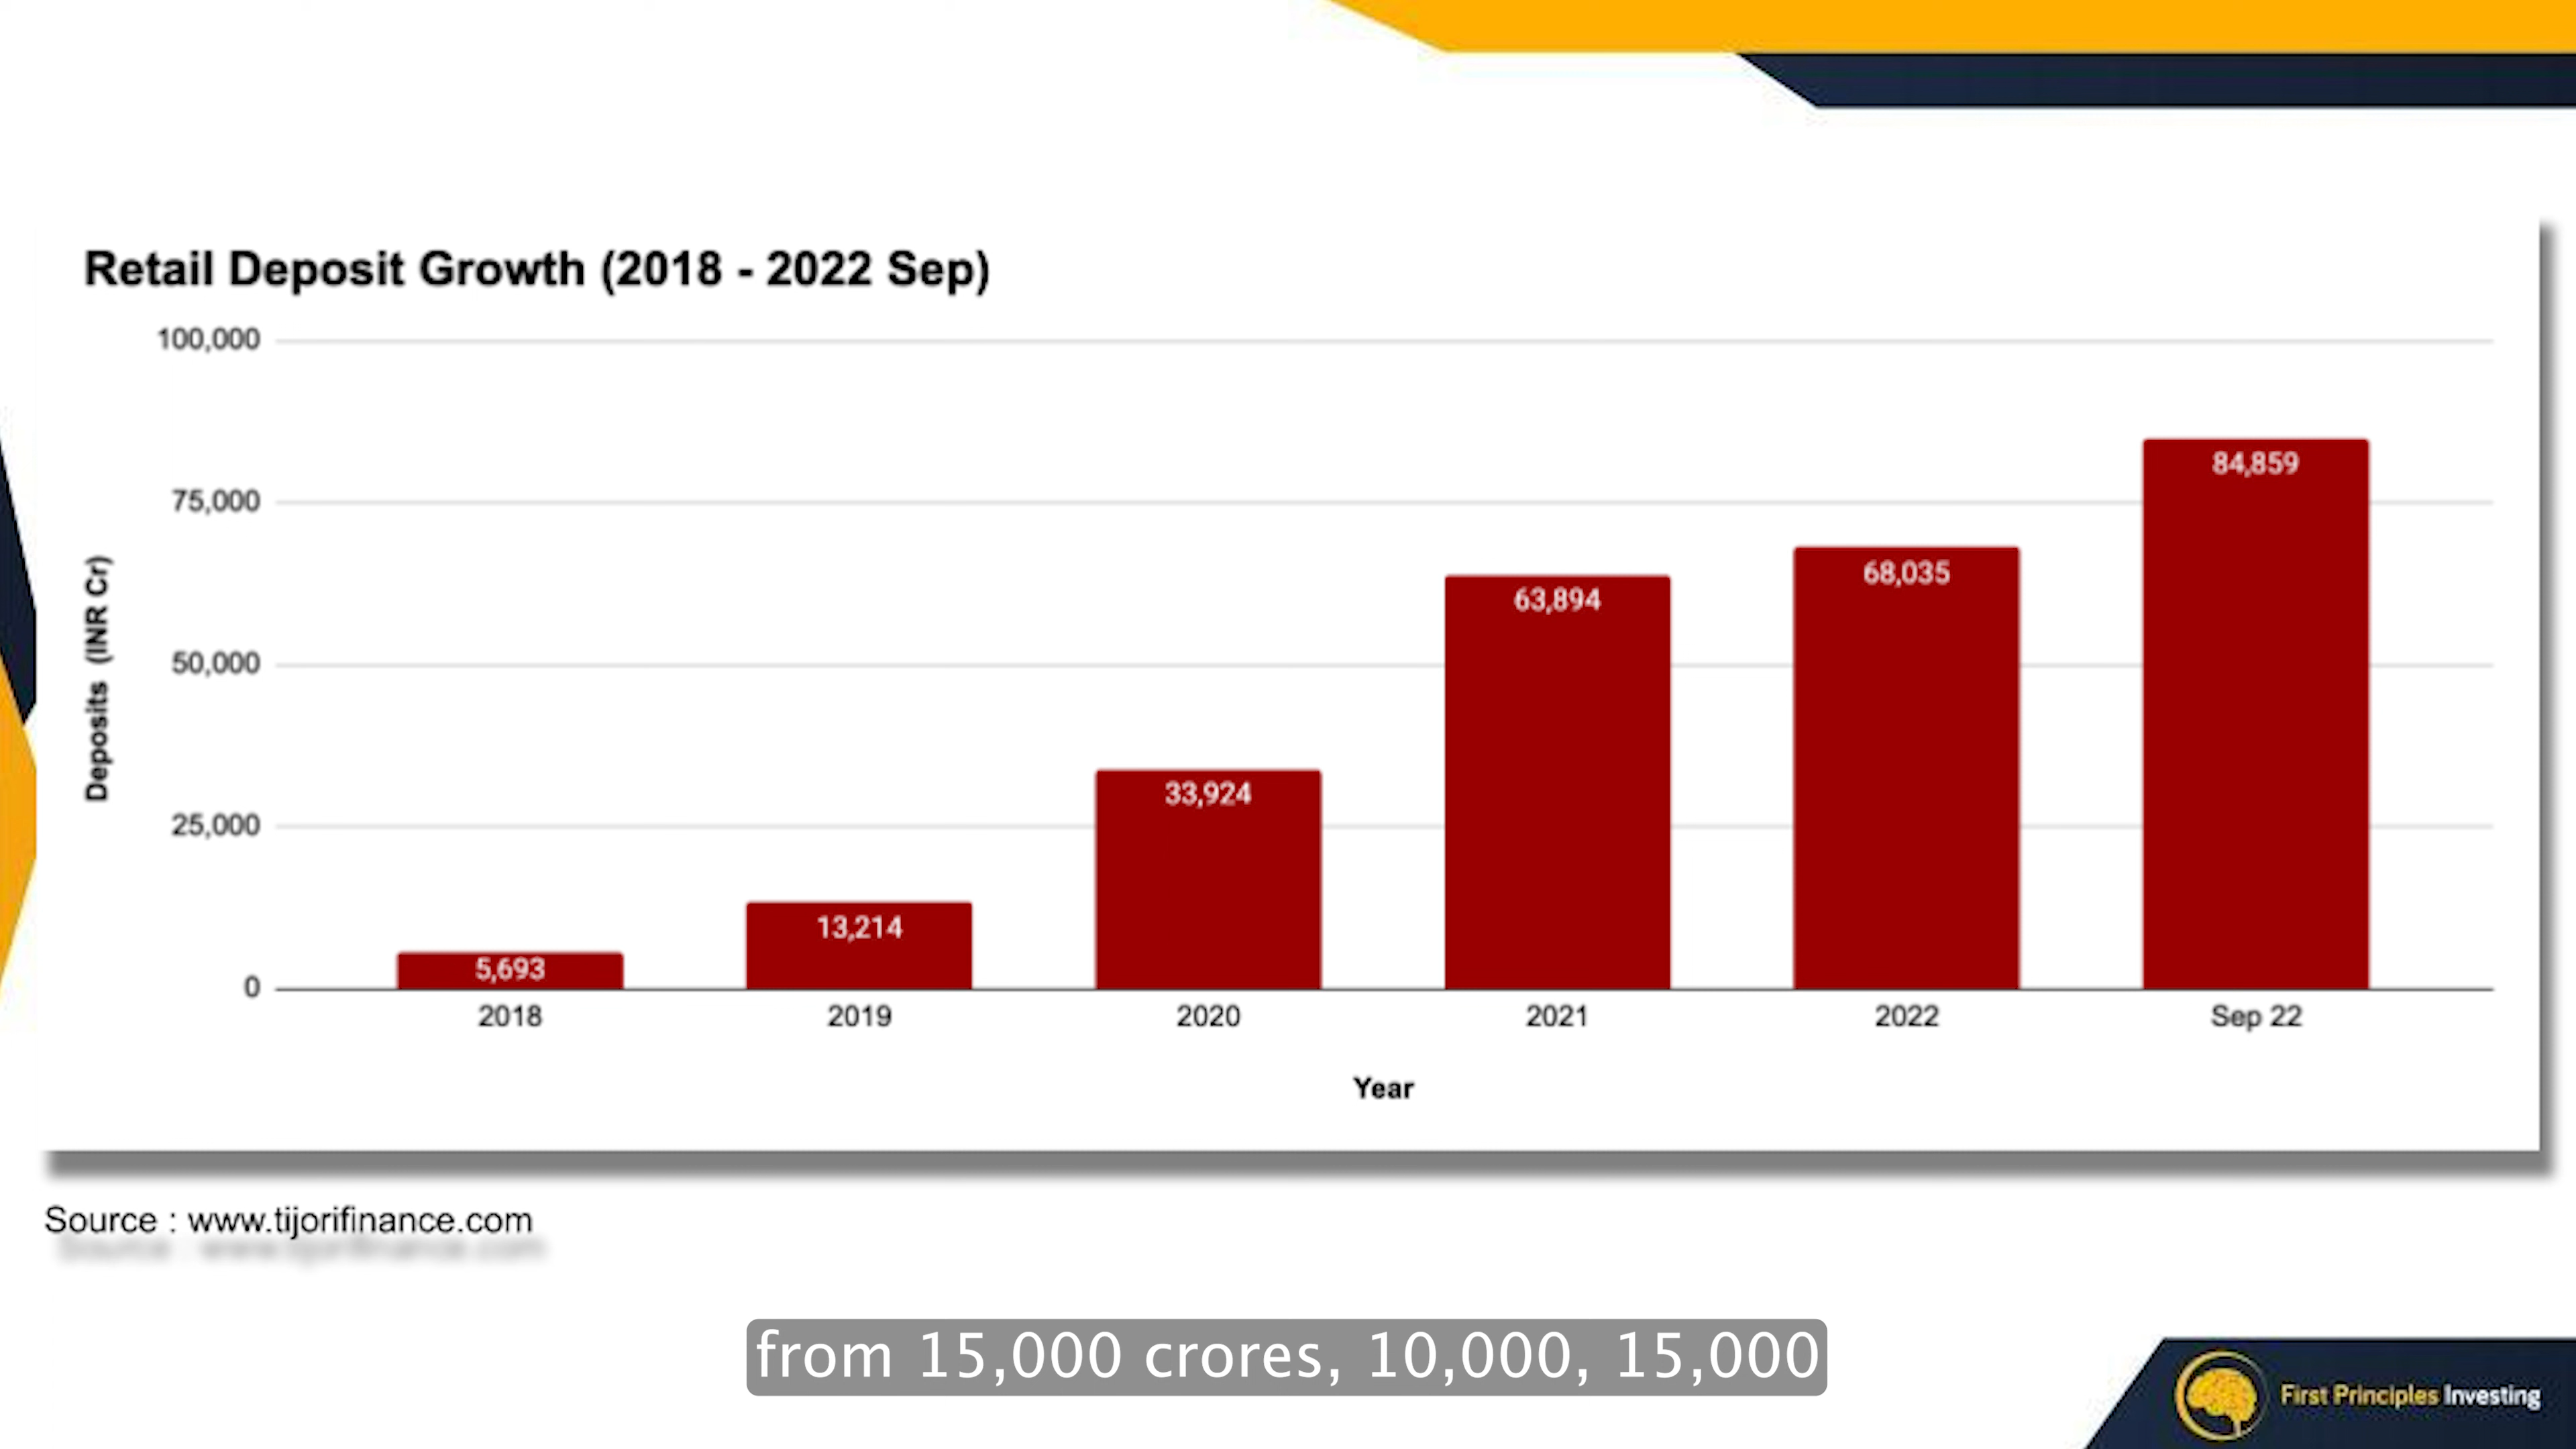 Retail Deposit Growth (2018 - 2022 Sep)
100,000
75,000
50,000
25,000
0
Deposits (INR Cr)
5,693
13,214
33,924
63,894
68,035
84,859
2018
2019
2020
2021
2022
Sep 22
Year
Source : www.tijorifinance.com
from 15,000 crores, 10,000, 15,000
First Principles Investing